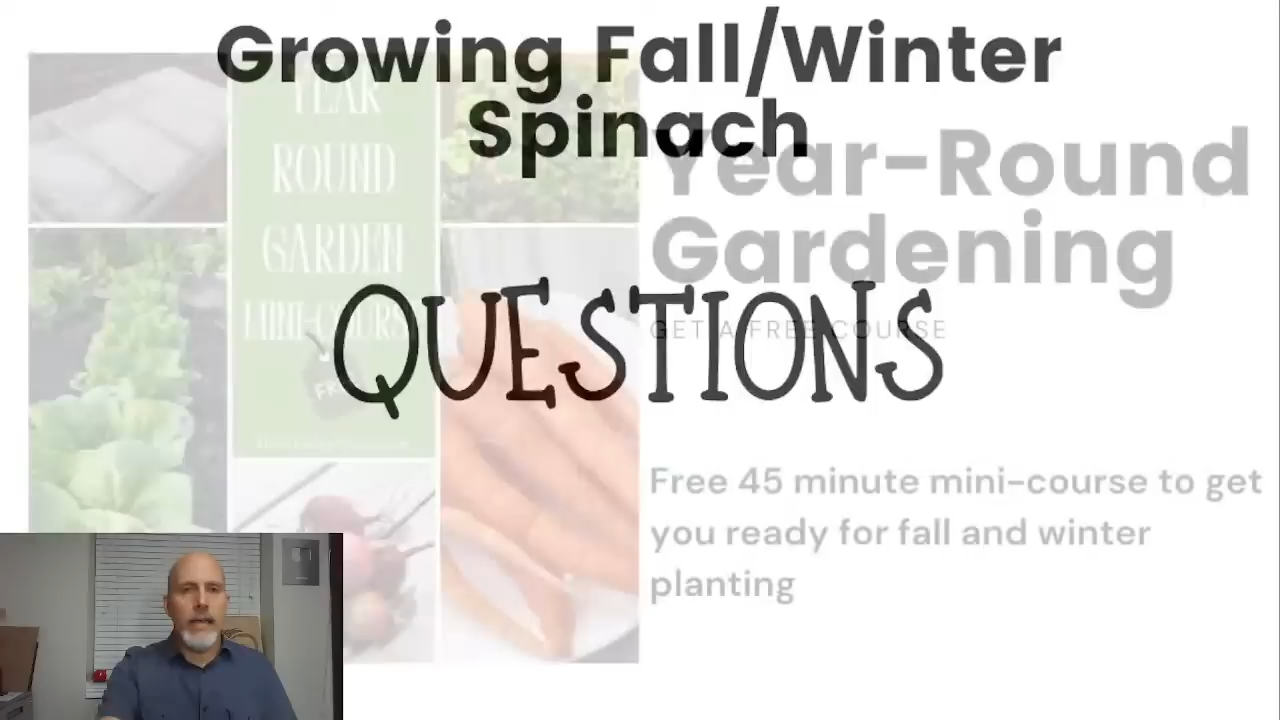 Growing Fall/Winter
Spinach
YEAR
ROUND
GARDEN
MINI-COURSE
FREE
Year-Round
Gardening
QUESTIONS
GET A FREE COURSE
Free 45 minute mini-course to get
you ready for fall and winter
planting